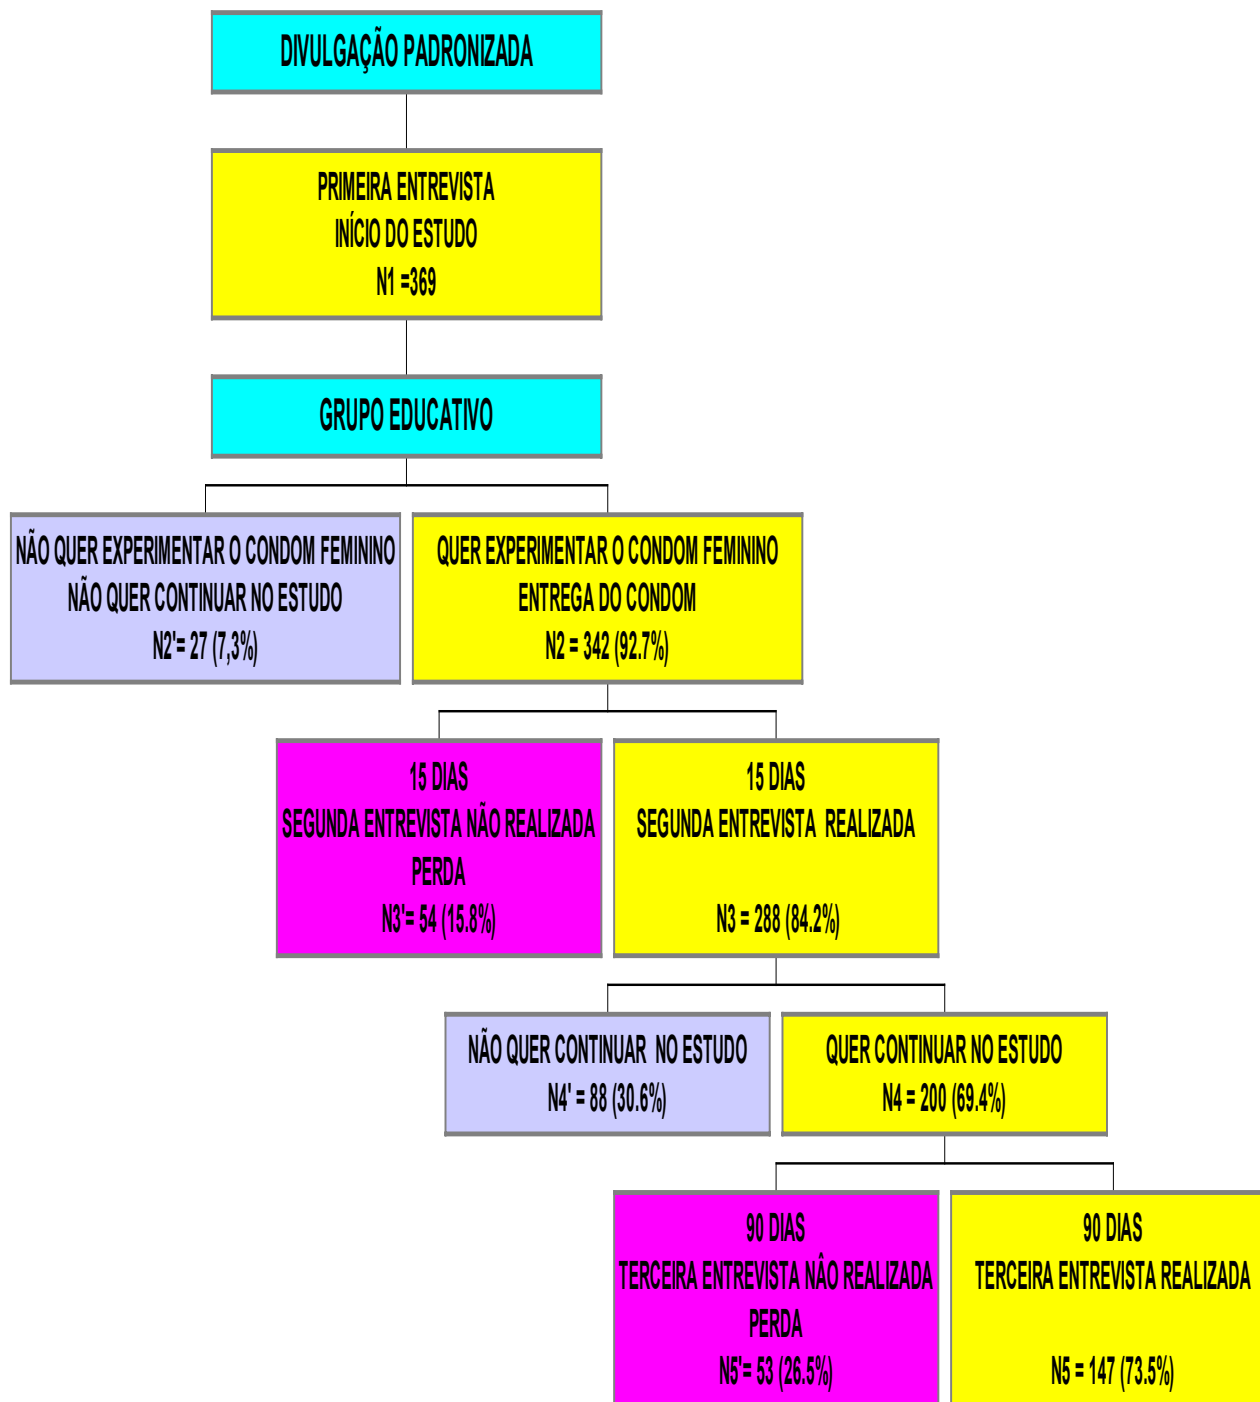 DIVULGAÇÃO PADRONIZADA
PRIMEIRA ENTREVISTA
INÍCIO DO ESTUDO
N1 =369
GRUPO EDUCATIVO
NÃO QUER EXPERIMENTAR O CONDOM FEMININO
NÃO QUER CONTINUAR NO ESTUDO
N2'= 27 (7,3%)
QUER EXPERIMENTAR O CONDOM FEMININO
ENTREGA DO CONDOM
N2 = 342 (92.7%)
15 DIAS
SEGUNDA ENTREVISTA NÃO REALIZADA
PERDA
N3'= 54 (15.8%)
15 DIAS
SEGUNDA ENTREVISTA REALIZADA
N3 = 288 (84.2%)
NÃO QUER CONTINUAR NO ESTUDO
N4' = 88 (30.6%)
QUER CONTINUAR NO ESTUDO
N4 = 200 (69.4%)
90 DIAS
TERCEIRA ENTREVISTA NÂO REALIZADA
PERDA
N5'= 53 (26.5%)
90 DIAS
TERCEIRA ENTREVISTA REALIZADA
N5 = 147 (73.5%)